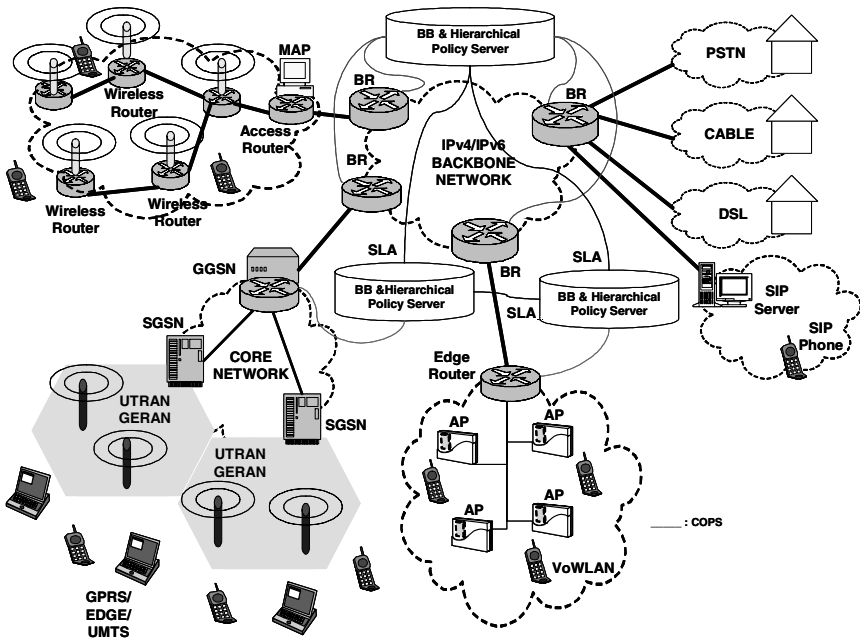 BB & Hierarchical
Policy Server
MAP
BR
BR
PSTN
Wireless
Router
Access
Router
IPv4/IPv6
BACKBONE
NETWORK
CABLE
BR
Wireless
Router
Wireless
Router
DSL
SLA
SLA
BR
GGSN
BB &Hierarchical
Policy Server
SLA
BB & Hierarchical
Policy Server
SIP
Server
SIP
Phone
SGSN
CORE
NETWORK
Edge
Router
UTRAN
GERAN
SGSN
AP
AP
UTRAN
GERAN
AP
AP
: COPS
VoWLAN
GPRS/
EDGE/
UMTS